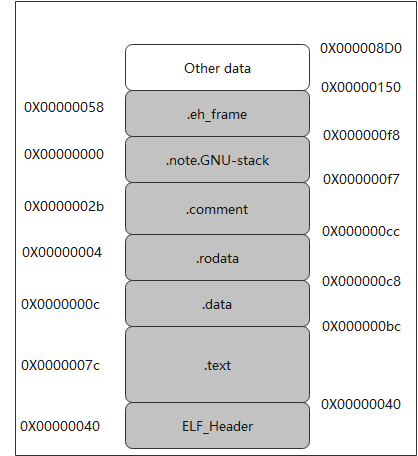 0X000008D0
Other data
0X00000150
0X00000058
.eh_frame
0X000000f8
0X00000000
.note.GNU-stack
0X000000f7
0X0000002b
.comment
0X000000cc
0X00000004
.rodata
0X000000c8
0X0000000c
.data
0X000000bc
0X0000007c
.text
0X00000040
0X00000040
ELF_Header